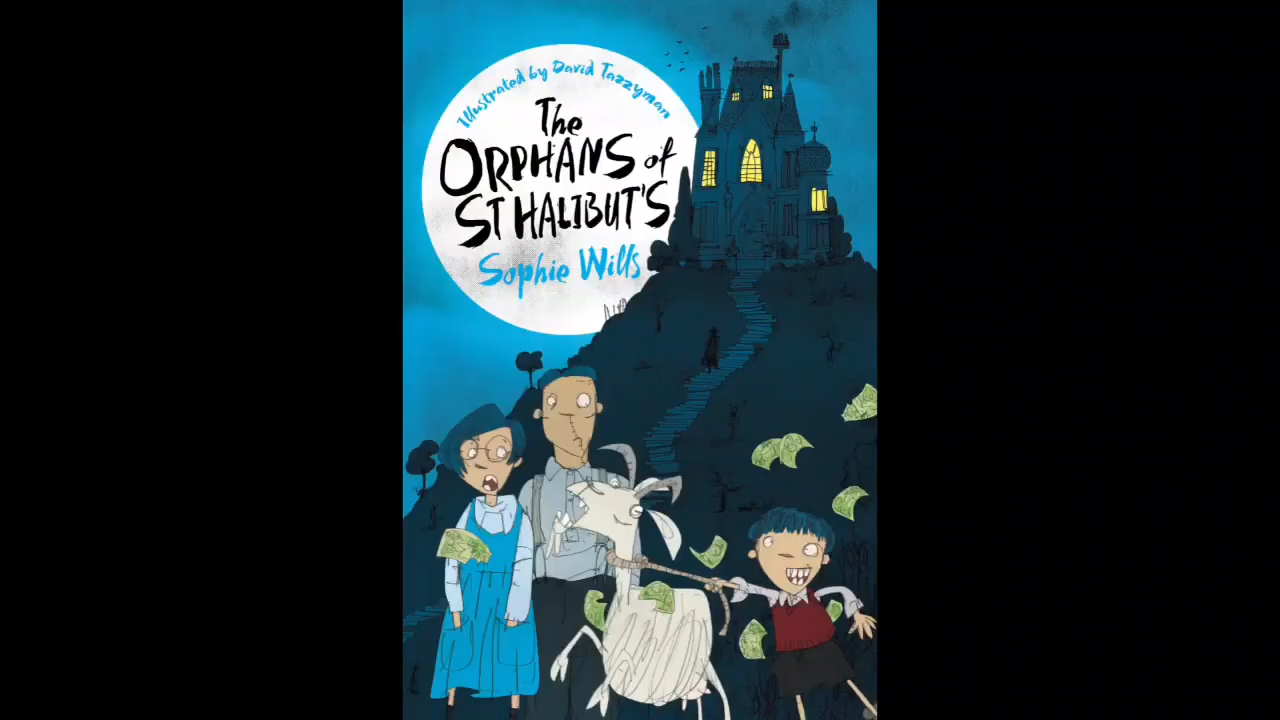 Illustrated by David Tazzyman
The
ORPHANS of
ST HALIBUT'S
Sophie Wills